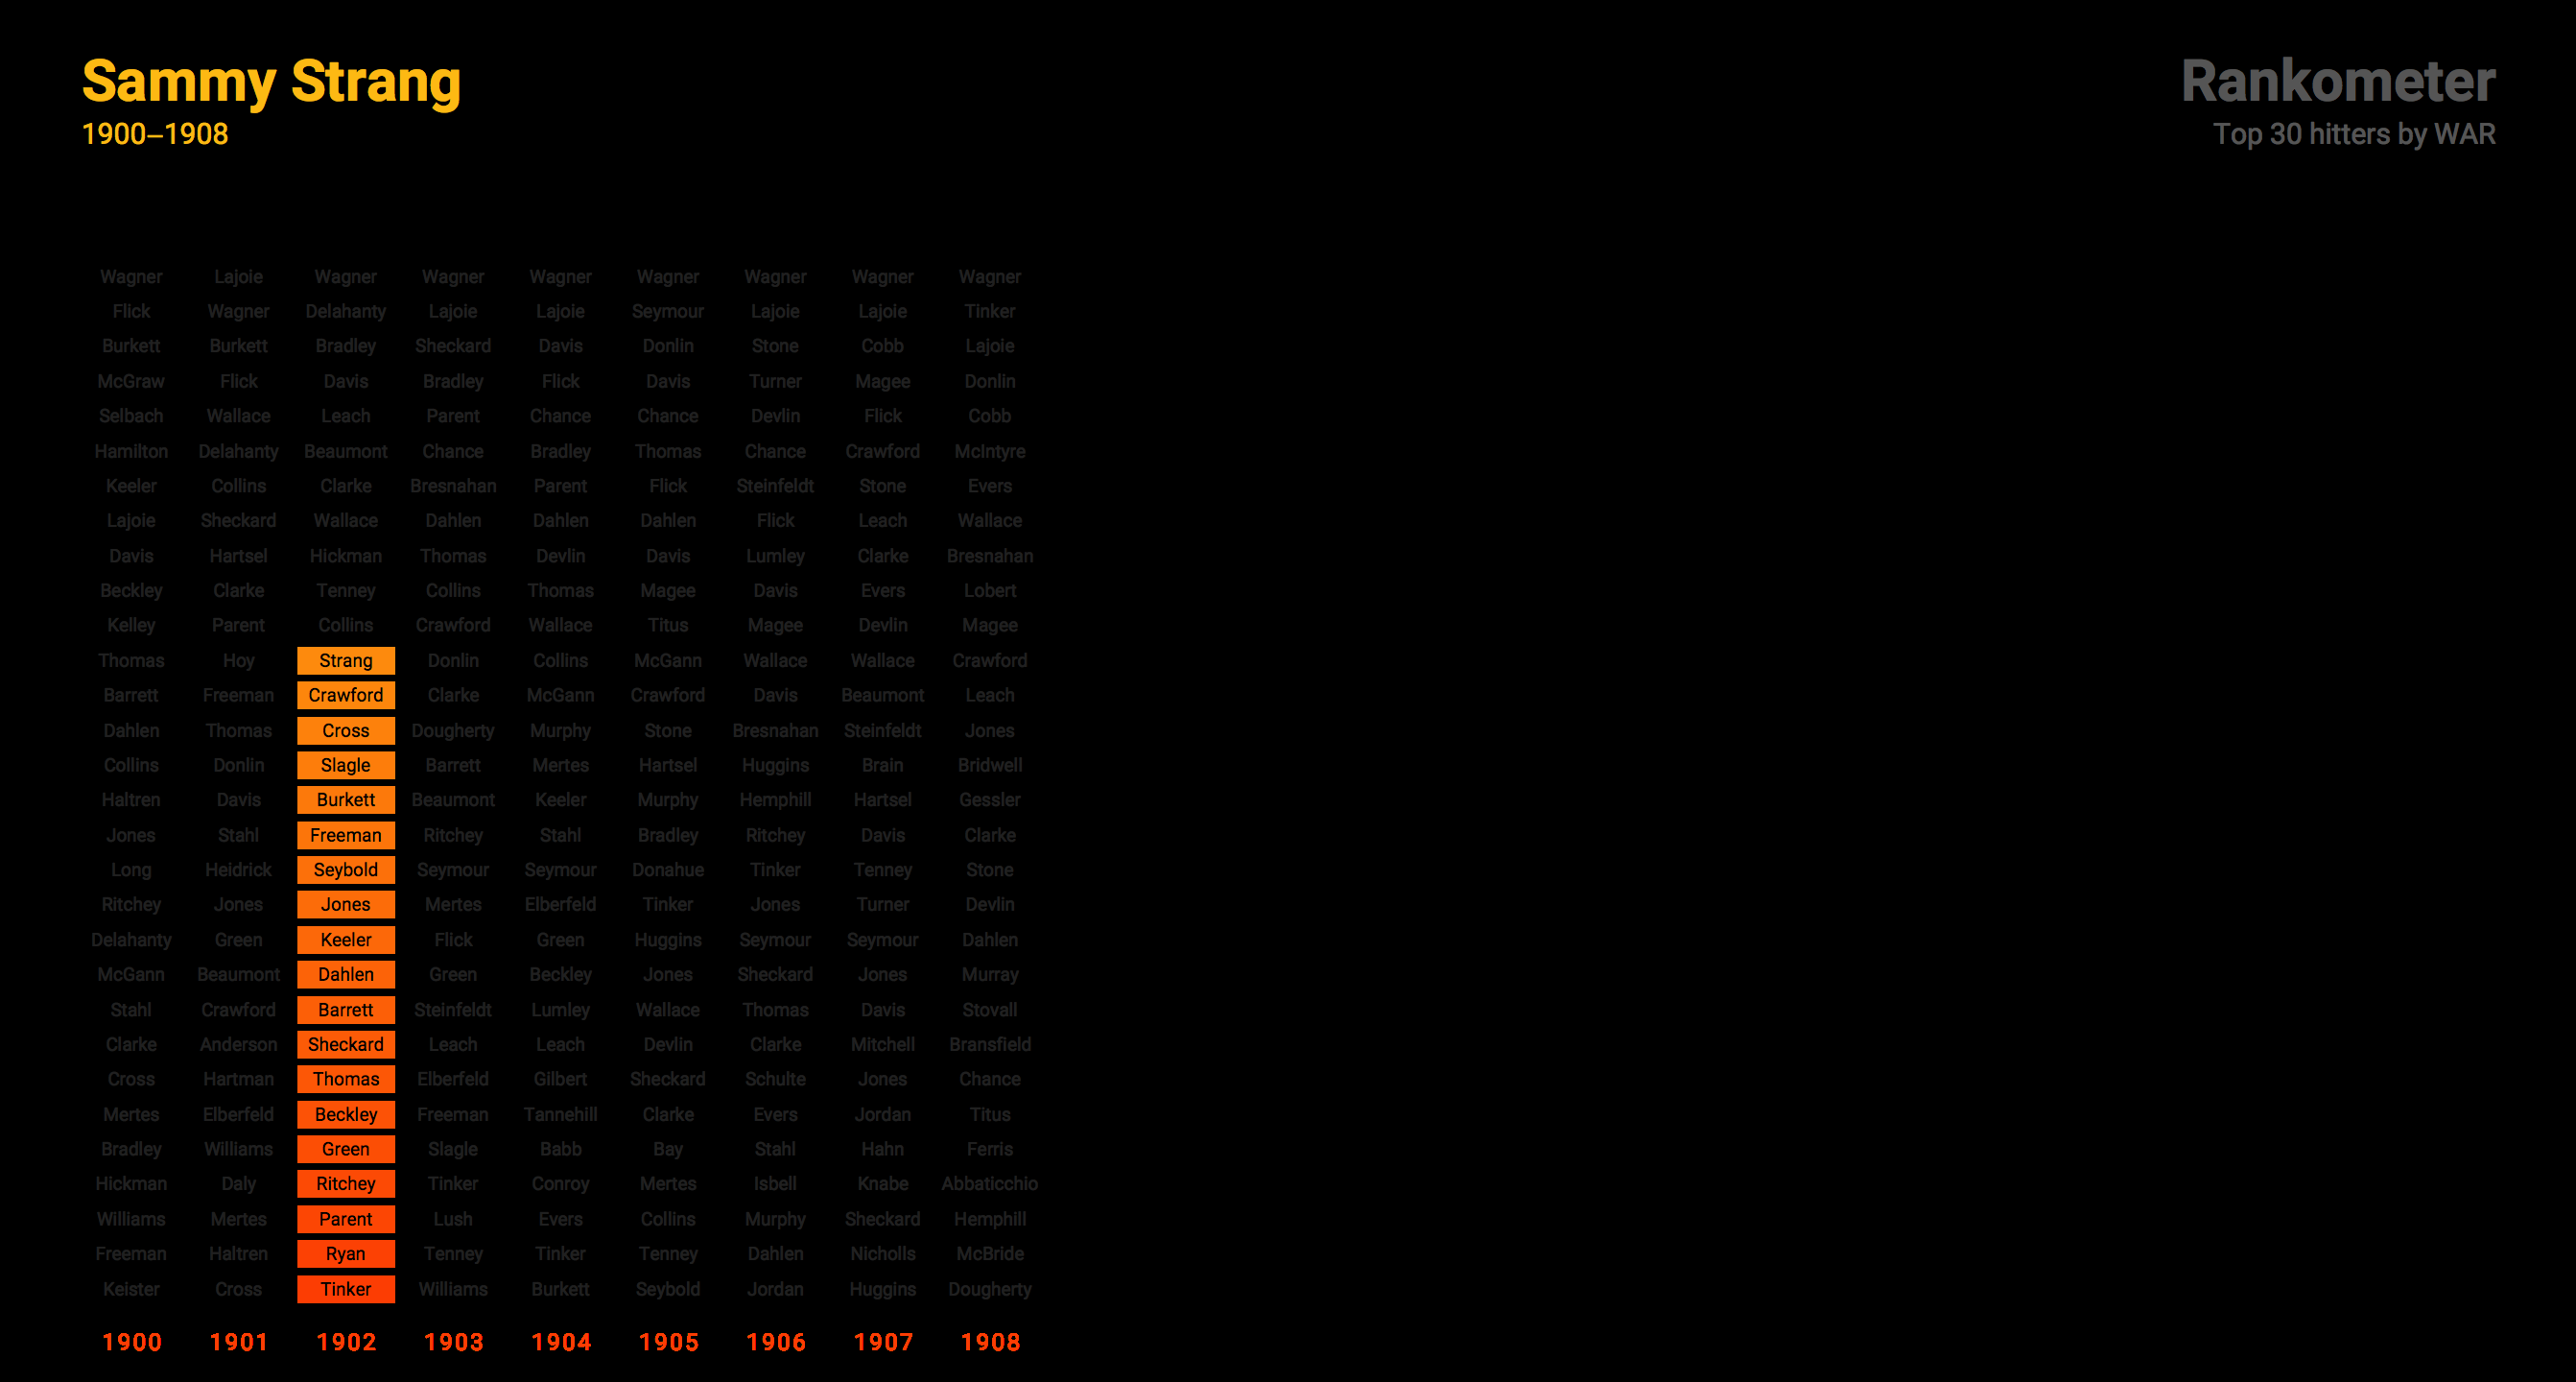 Sammy Strang
1900–1908
Rankometer
Top 30 hitters by WAR
Wagner Lajoie Wagner Wagner Wagner Wagner Wagner Wagner Wagner
Flick Wagner Delahanty Lajoie Lajoie Seymour Lajoie Lajoie Tinker
Burkett Burkett Bradley Sheckard Davis Donlin Stone Cobb Lajoie
McGraw Flick Davis Bradley Flick Davis Turner Magee Donlin
Selbach Wallace Leach Parent Chance Chance Devlin Flick Cobb
Hamilton Delahanty Beaumont Chance Bradley Thomas Chance Crawford McIntyre
Keeler Collins Clarke Bresnahan Parent Flick Steinfeldt Stone Evers
Lajoie Sheckard Wallace Dahlen Dahlen Dahlen Flick Leach Wallace
Davis Hartsel Hickman Thomas Devlin Davis Lumley Clarke Bresnahan
Beckley Clarke Tenney Collins Thomas Magee Davis Evers Lobert
Kelley Parent Collins Crawford Wallace Titus Magee Devlin Magee
Thomas Hoy Strang Donlin Collins McGann Wallace Wallace Crawford
Barrett Freeman Crawford Clarke McGann Crawford Davis Beaumont Leach
Dahlen Thomas Cross Dougherty Murphy Stone Bresnahan Steinfeldt Jones
Collins Donlin Slagle Barrett Mertes Hartsel Huggins Brain Bridwell
Haltren Davis Burkett Beaumont Keeler Murphy Hemphill Hartsel Gessler
Jones Stahl Freeman Ritchey Stahl Bradley Ritchey Davis Clarke
Long Heidrick Seybold Seymour Seymour Donahue Tinker Tenney Stone
Ritchey Jones Jones Mertes Elberfeld Tinker Jones Turner Devlin
Delahanty Green Keeler Flick Green Huggins Seymour Seymour Dahlen
McGann Beaumont Dahlen Green Beckley Jones Sheckard Jones Murray
Stahl Crawford Barrett Steinfeldt Lumley Wallace Thomas Davis Stovall
Clarke Anderson Sheckard Leach Leach Devlin Clarke Mitchell Bransfield
Cross Hartman Thomas Elberfeld Gilbert Sheckard Schulte Jones Chance
Mertes Elberfeld Beckley Freeman Tannehill Clarke Evers Jordan Titus
Bradley Williams Green Slagle Babb Bay Stahl Hahn Ferris
Hickman Daly Ritchey Tinker Conroy Mertes Isbell Knabe Abbaticchio
Williams Mertes Parent Lush Evers Collins Murphy Sheckard Hemphill
Freeman Haltren Ryan Tenney Tinker Tenney Dahlen Nicholls McBride
Keister Cross Tinker Williams Burkett Seybold Jordan Huggins Dougherty
1900 1901 1902 1903 1904 1905 1906 1907 1908